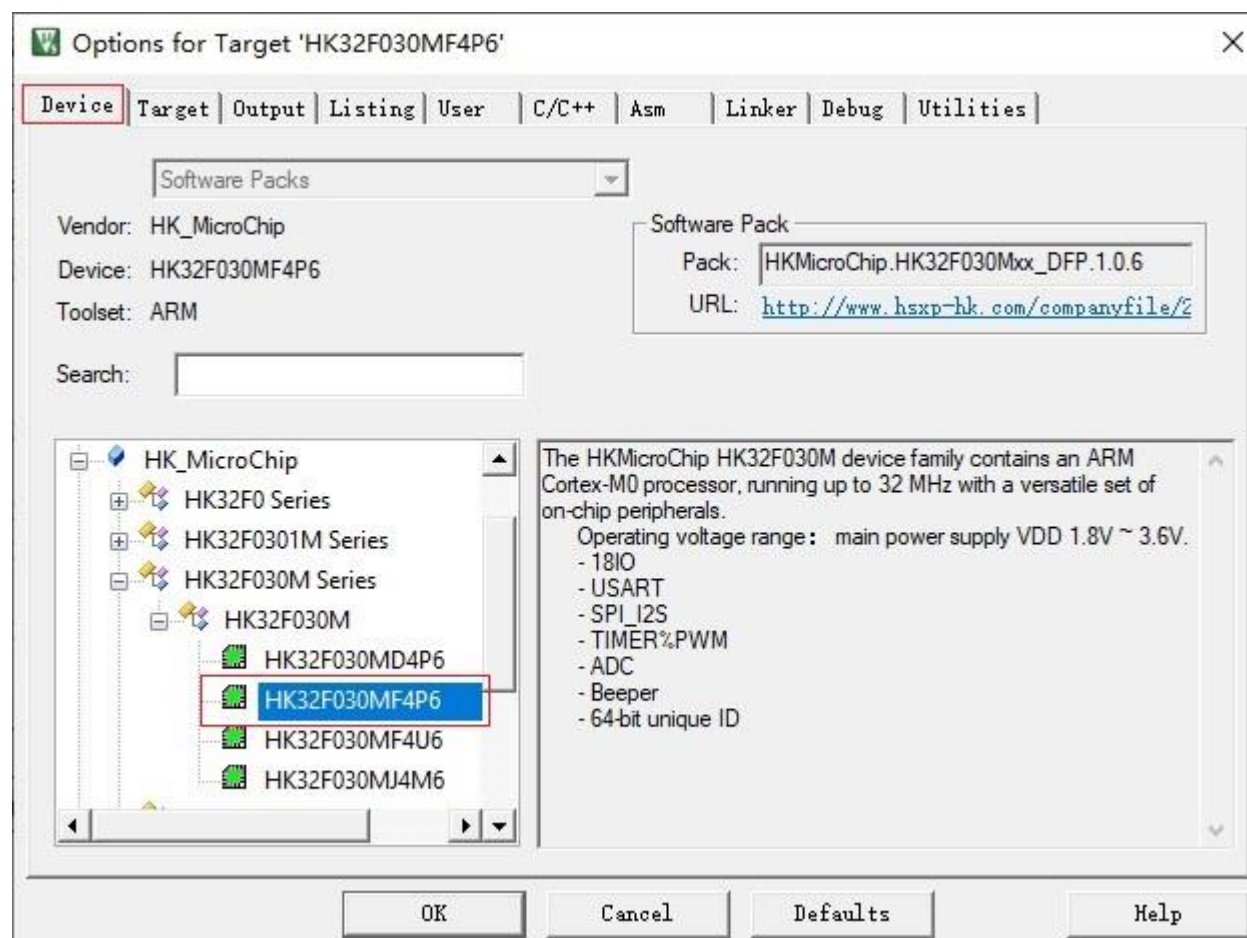 Options for Target 'HK32F030MF4P6'
Device Target Output Listing User C/C++ Asm Linker Debug Utilities
Software Packs
Vendor: HK_MicroChip
Device: HK32F030MF4P6
Toolset: ARM
Search:
Software Pack
Pack: HKMicroChip.HK32F030Mxx_DFP.1.0.6
URL: http://www.hsxp-hk.com/companyfile/2
HK_MicroChip
HK32F0 Series
HK32F0301M Series
HK32F030M Series
HK32F030M
HK32F030MD4P6
HK32F030MF4P6
HK32F030MF4U6
HK32F030MJ4M6
The HKMicroChip HK32F030M device family contains an ARM
Cortex-M0 processor, running up to 32 MHz with a versatile set of
on-chip peripherals.
Operating voltage range： main power supply VDD 1.8V ~ 3.6V.
- 18IO
- USART
- SPI_I2S
- TIMER%PWM
- ADC
- Beeper
- 64-bit unique ID
OK Cancel Defaults Help